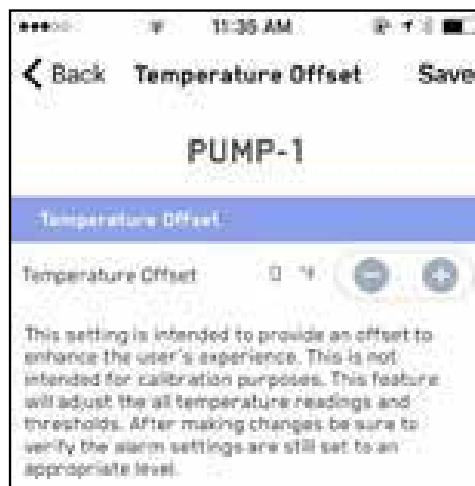 11:35 AM
Back Temperature Offset Save
PUMP-1
Temperature Offset
Temperature Offset 0 °F
This setting is intended to provide an offset to
enhance the user's experience. This is not
intended for calibration purposes. This feature
will adjust the all temperature readings and
thresholds. After making changes be sure to
verify the alarm settings are still set to an
appropriate level.